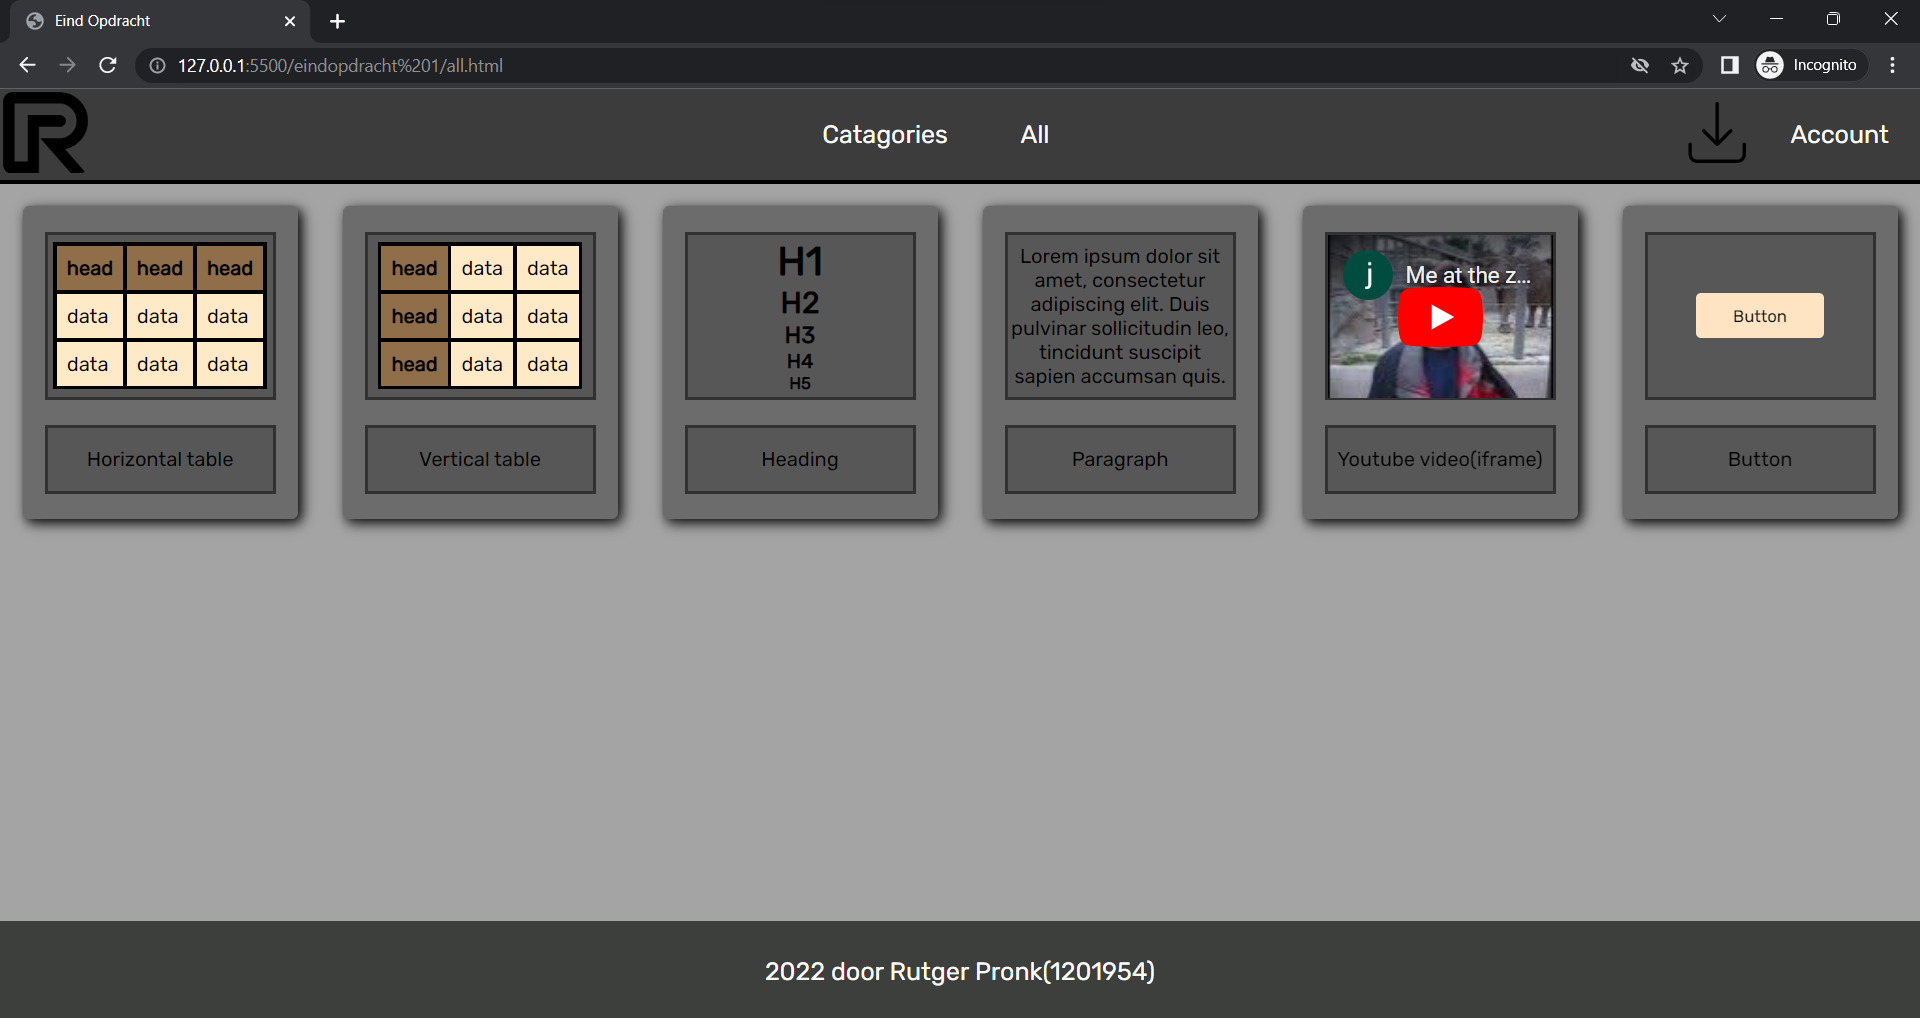 Eind Opdracht
127.0.0.1:5500/eindopdracht%201/all.html
Incognito
R
Catagories
All
Account
head head head
data data data
data data data
Horizontal table
head data data
head data data
head data data
Vertical table
H1
H2
H3
H4
H5
Heading
Lorem ipsum dolor sit
amet, consectetur
adipiscing elit. Duis
pulvinar sollicitudin leo,
tincidunt suscipit
sapien accumsan quis.
Paragraph
j
Me at the z...
Youtube video(iframe)
Button
Button
2022 door Rutger Pronk(1201954)